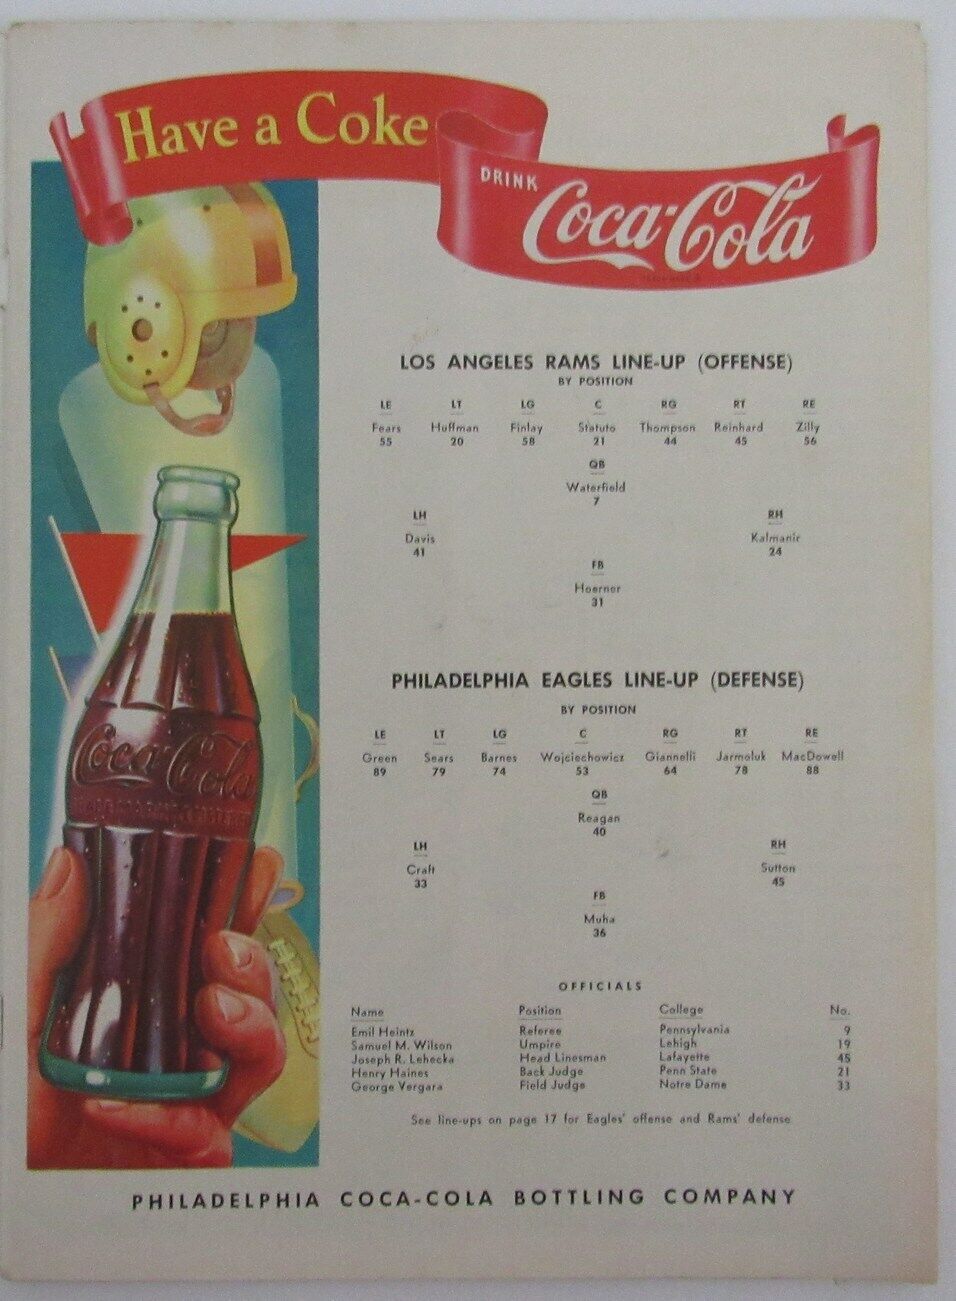 Have a Coke
DRINK
Coca-Cola
LOS ANGELES RAMS LINE-UP (OFFENSE)
BY POSITION
LE LT LG C RG RT RE
Fears Huffman Finlay Statuto Thompson Reinhard Zilly
55 20 58 21 44 45 56
QB
Waterfield
7
LH RH
Davis Kalmanir
41 24
FB
Hoerner
31
PHILADELPHIA EAGLES LINE-UP (DEFENSE)
BY POSITION
LE LT LG C RG RT RE
Green Sears Barnes Wojciechowicz Giannelli Jarmoluk MacDowell
89 79 74 53 64 78 88
QB
Reagan
40
LH RH
Craft Sutton
33 45
FB
Muha
36
Coca-Cola
OFFICIALS
Name Position College No.
Emil Heintz Referee Pennsylvania 9
Samuel M. Wilson Umpire Lehigh 19
Joseph R. Lehecka Head Linesman Lafayette 45
Henry Haines Back Judge Penn State 21
George Vergara Field Judge Notre Dame 33
See line-ups on page 17 for Eagles' offense and Rams' defense
PHILADELPHIA COCA-COLA BOTTLING COMPANY